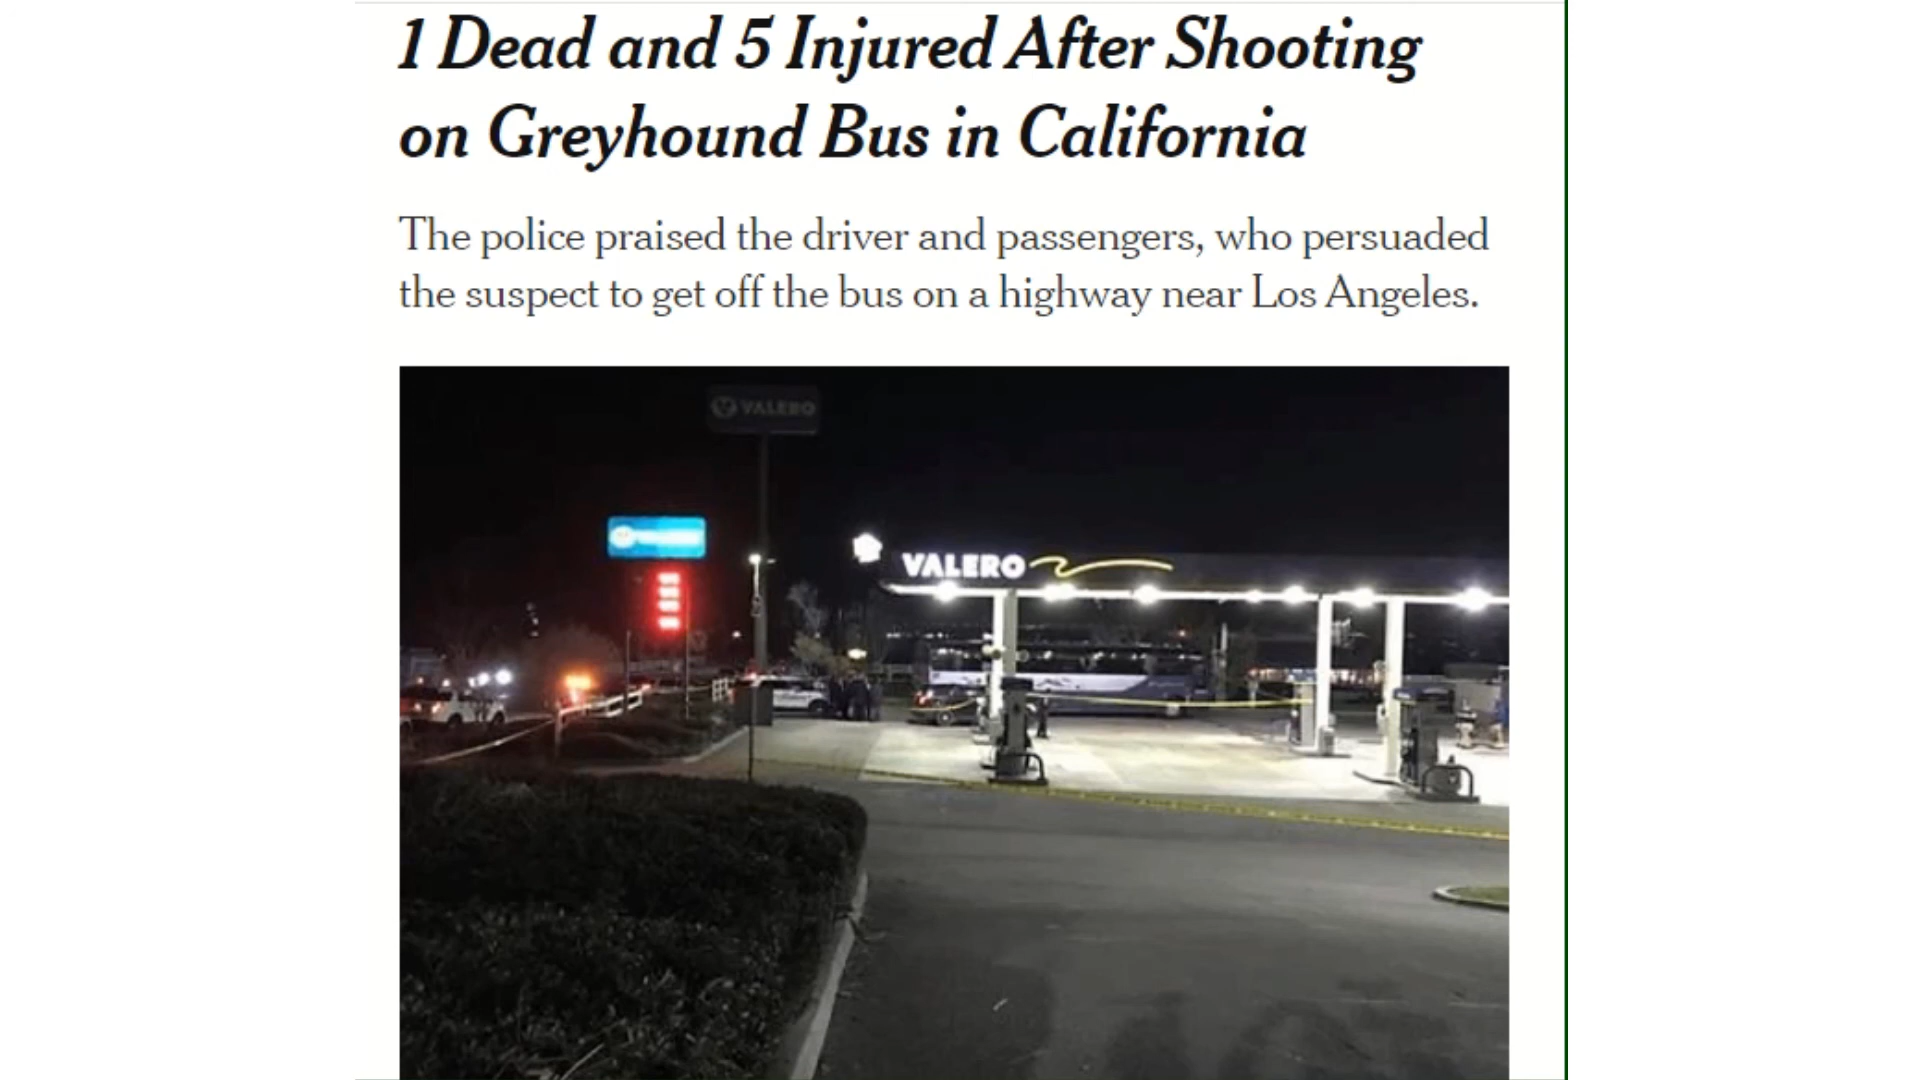 1 Dead and 5 Injured After Shooting
on Greyhound Bus in California
The police praised the driver and passengers, who persuaded
the suspect to get off the bus on a highway near Los Angeles.
VALERO
VALERO